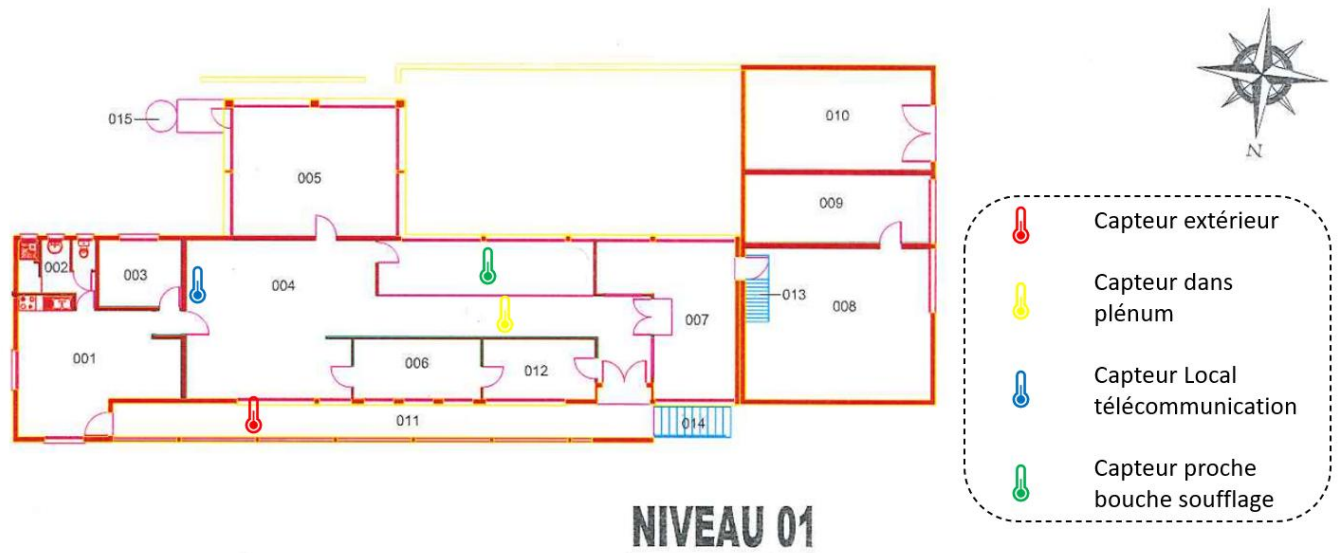 015
005
010
009
N
002
003
004
013
008
007
001
006
012
011
014
Capteur extérieur
Capteur dans
plénum
Capteur Local
télécommunication
Capteur proche
bouche soufflage
NIVEAU 01